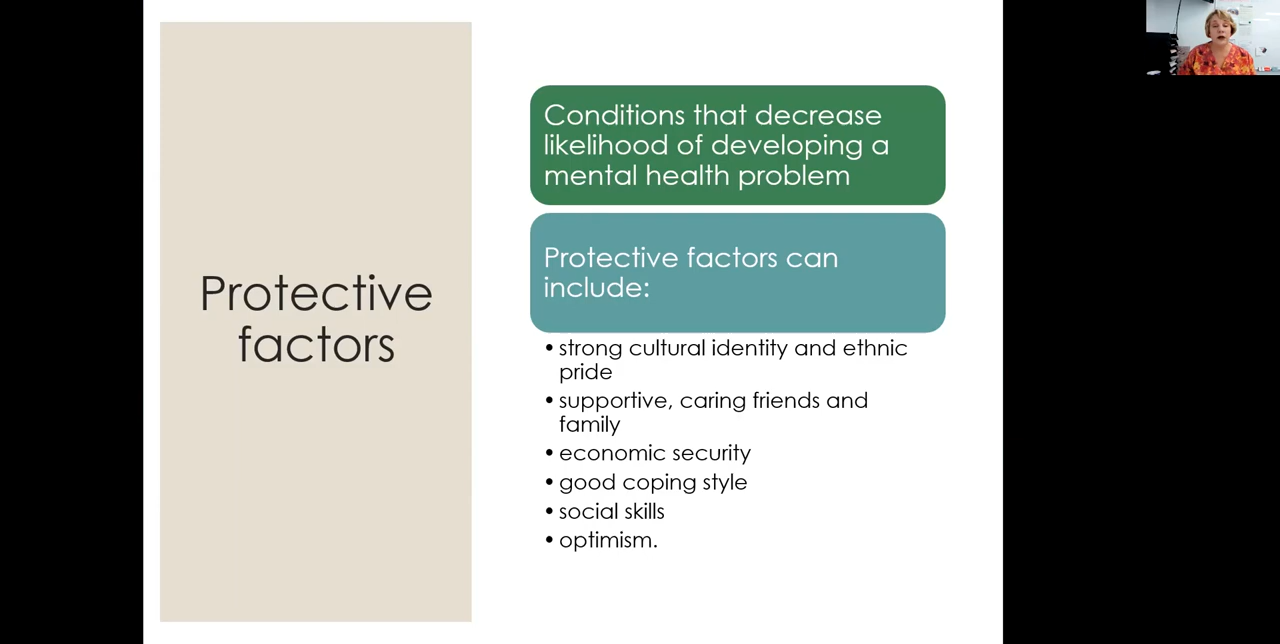 Protective
factors
Conditions that decrease
likelihood of developing a
mental health problem
Protective factors can
include:
• strong cultural identity and ethnic
pride
• supportive, caring friends and
family
• economic security
• good coping style
• social skills
• optimism.